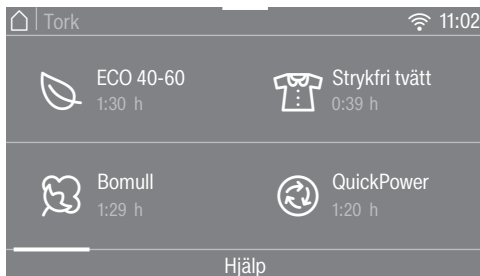 Tork 11:02
ECO 40-60 Strykfri tvätt
1:30 h 0:39 h
Bomull QuickPower
1:29 h 1:20 h
Hjälp